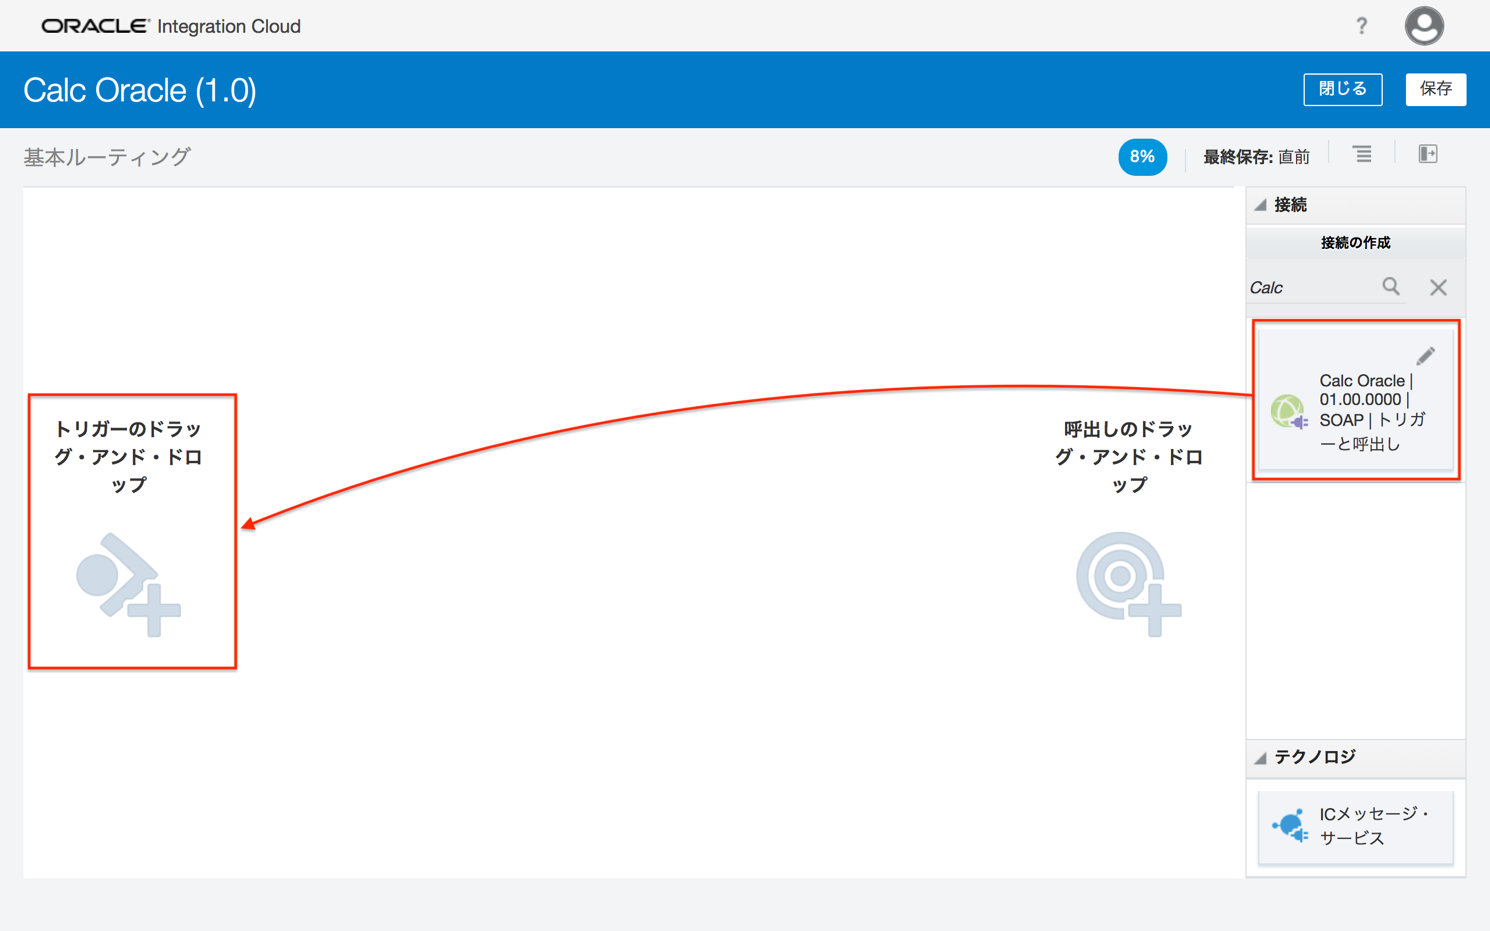 ORACLE Integration Cloud
?
Calc Oracle (1.0)
閉じる
保存
基本ルーティング
8%
最終保存: 直前
接続
接続の作成
Calc
Calc Oracle |
01.00.0000 |
SOAP | トリガ
ーと呼出し
トリガーのドラッ
グ・アンド・ドロ
ップ
呼出しのドラッ
グ・アンド・ドロ
ップ
テクノロジ
ICメッセージ・
サービス